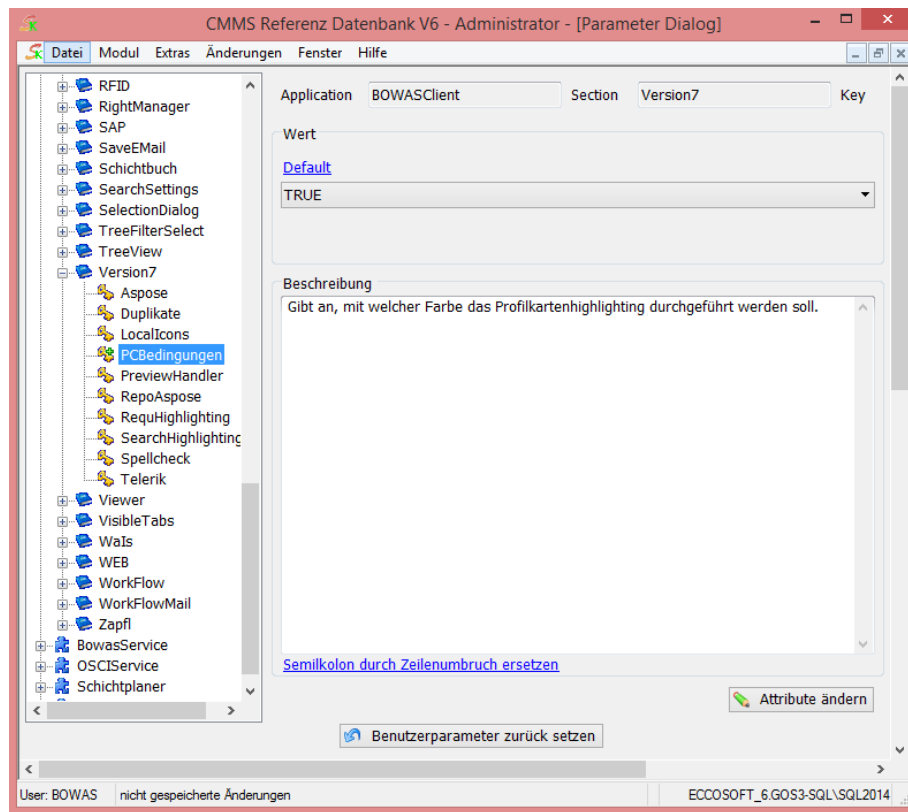 CMMS Referenz Datenbank V6 - Administrator - [Parameter Dialog]
Datei Modul Extras Änderungen Fenster Hilfe
RFID
RightManager
SAP
SaveEMail
Schichtbuch
SearchSettings
SelectionDialog
TreeFilterSelect
TreeView
Version7
Aspose
Duplikate
LocalIcons
PCBedingungen
PreviewHandler
RepoAspose
RequHighlighting
SearchHighlighting
Spellcheck
Telerik
Viewer
VisibleTabs
WaIs
WEB
WorkFlow
WorkFlowMail
Zapfl
BowasService
OSCIService
Schichtplaner
Application BOWASClient Section Version7 Key
Wert
Default
TRUE
Beschreibung
Gibt an, mit welcher Farbe das Profilkartenhighlighting durchgeführt werden soll.
Semilkolon durch Zeilenumbruch ersetzen
Attribute ändern
Benutzerparameter zurück setzen
User: BOWAS nicht gespeicherte Änderungen ECCOSOFT_6.GOS3-SQL\SQL2014